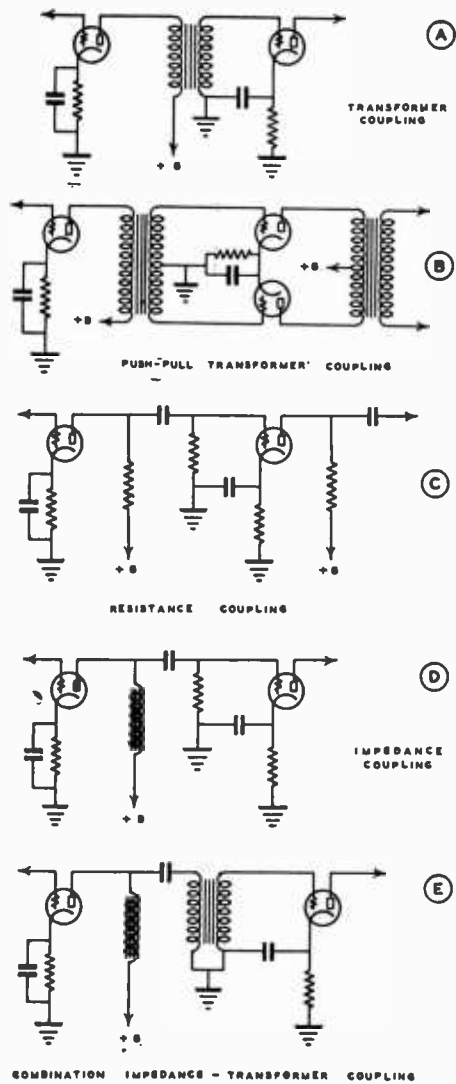 A
TRANSFORMER
COUPLING
+ B
B
+ B
+ B
PUSH-PULL TRANSFORMER COUPLING
C
+ B
+ B
RESISTANCE COUPLING
D
IMPEDANCE
COUPLING
+ B
E
+ B
COMBINATION IMPEDANCE - TRANSFORMER COUPLING